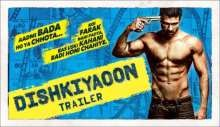 AADMI BADA
HO YA CHHOTA...
KOI
FARAK
NAHI PADTA,
BAS USKI KAHANI
BADI HONI CHAHIYE.
DISHKIYAOON
TRAILER